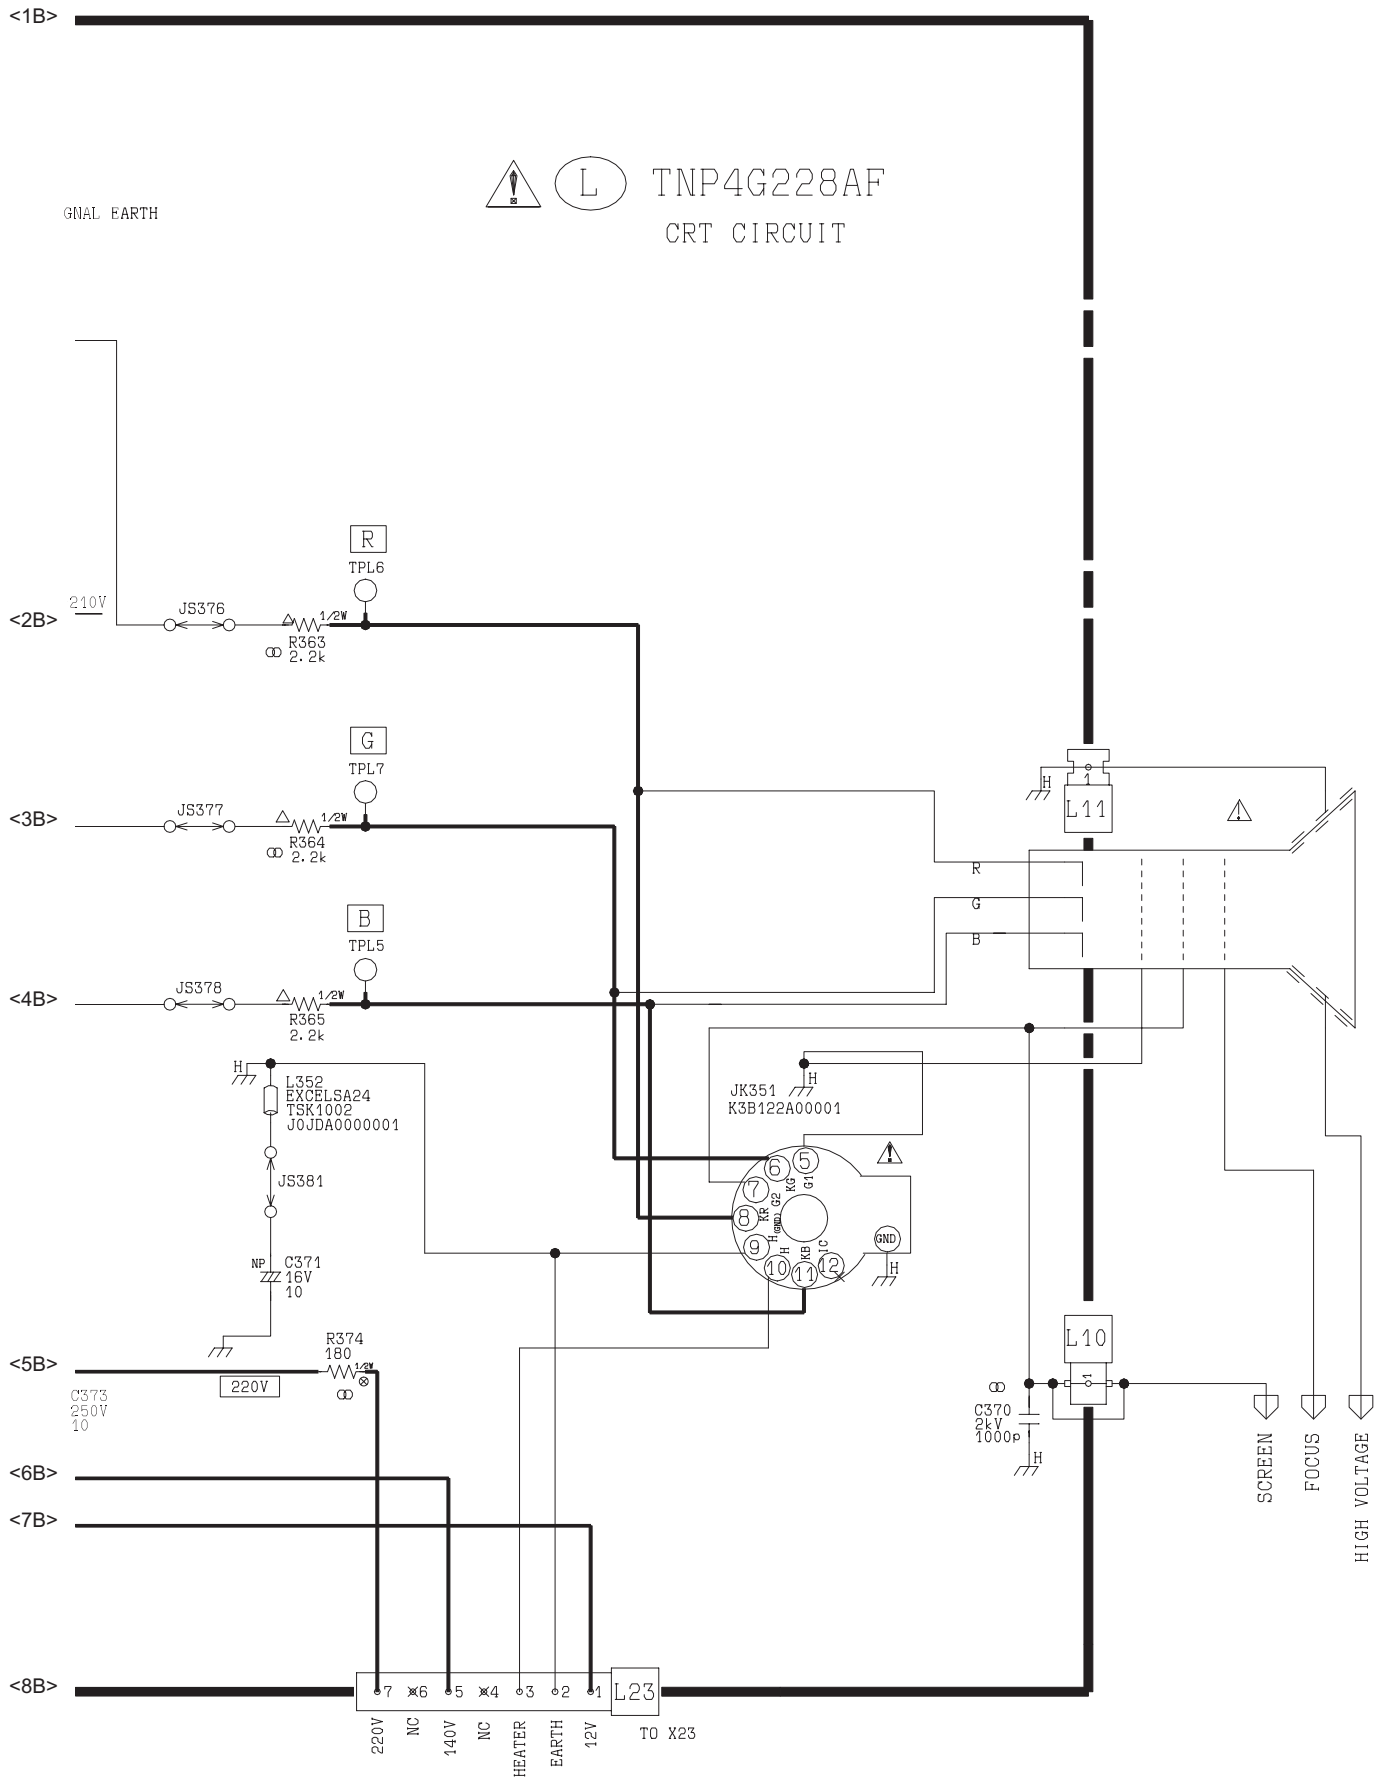 <1B>
L TNP4G228AF
CRT CIRCUIT
GNAL EARTH
R
TPL6
210V
<2B>
JS376
1/2W
R363
2.2k
G
TPL7
<3B>
JS377
1/2W
R364
2.2k
H
1
L11
R
G
B
B
TPL5
<4B>
JS378
1/2W
R365
2.2k
H
L352
EXCELSA24
TSK1002
J0JDA0000001
JS381
NP
C371
16V
10
H
JK351
K3B122A00001
5
G1
6
KG
7
G2
8
KR
9
H
(GND)
10
H
11
KB
12
IC
GND
H
R374
180
1/2W
<5B>
220V
C373
250V
10
L10
1
C370
2kV
1000p
H
SCREEN
FOCUS
HIGH VOLTAGE
<6B>
<7B>
<8B>
7 6 5 4 3 2 1 L23
220V
NC
140V
NC
HEATER
EARTH
12V
TO X23